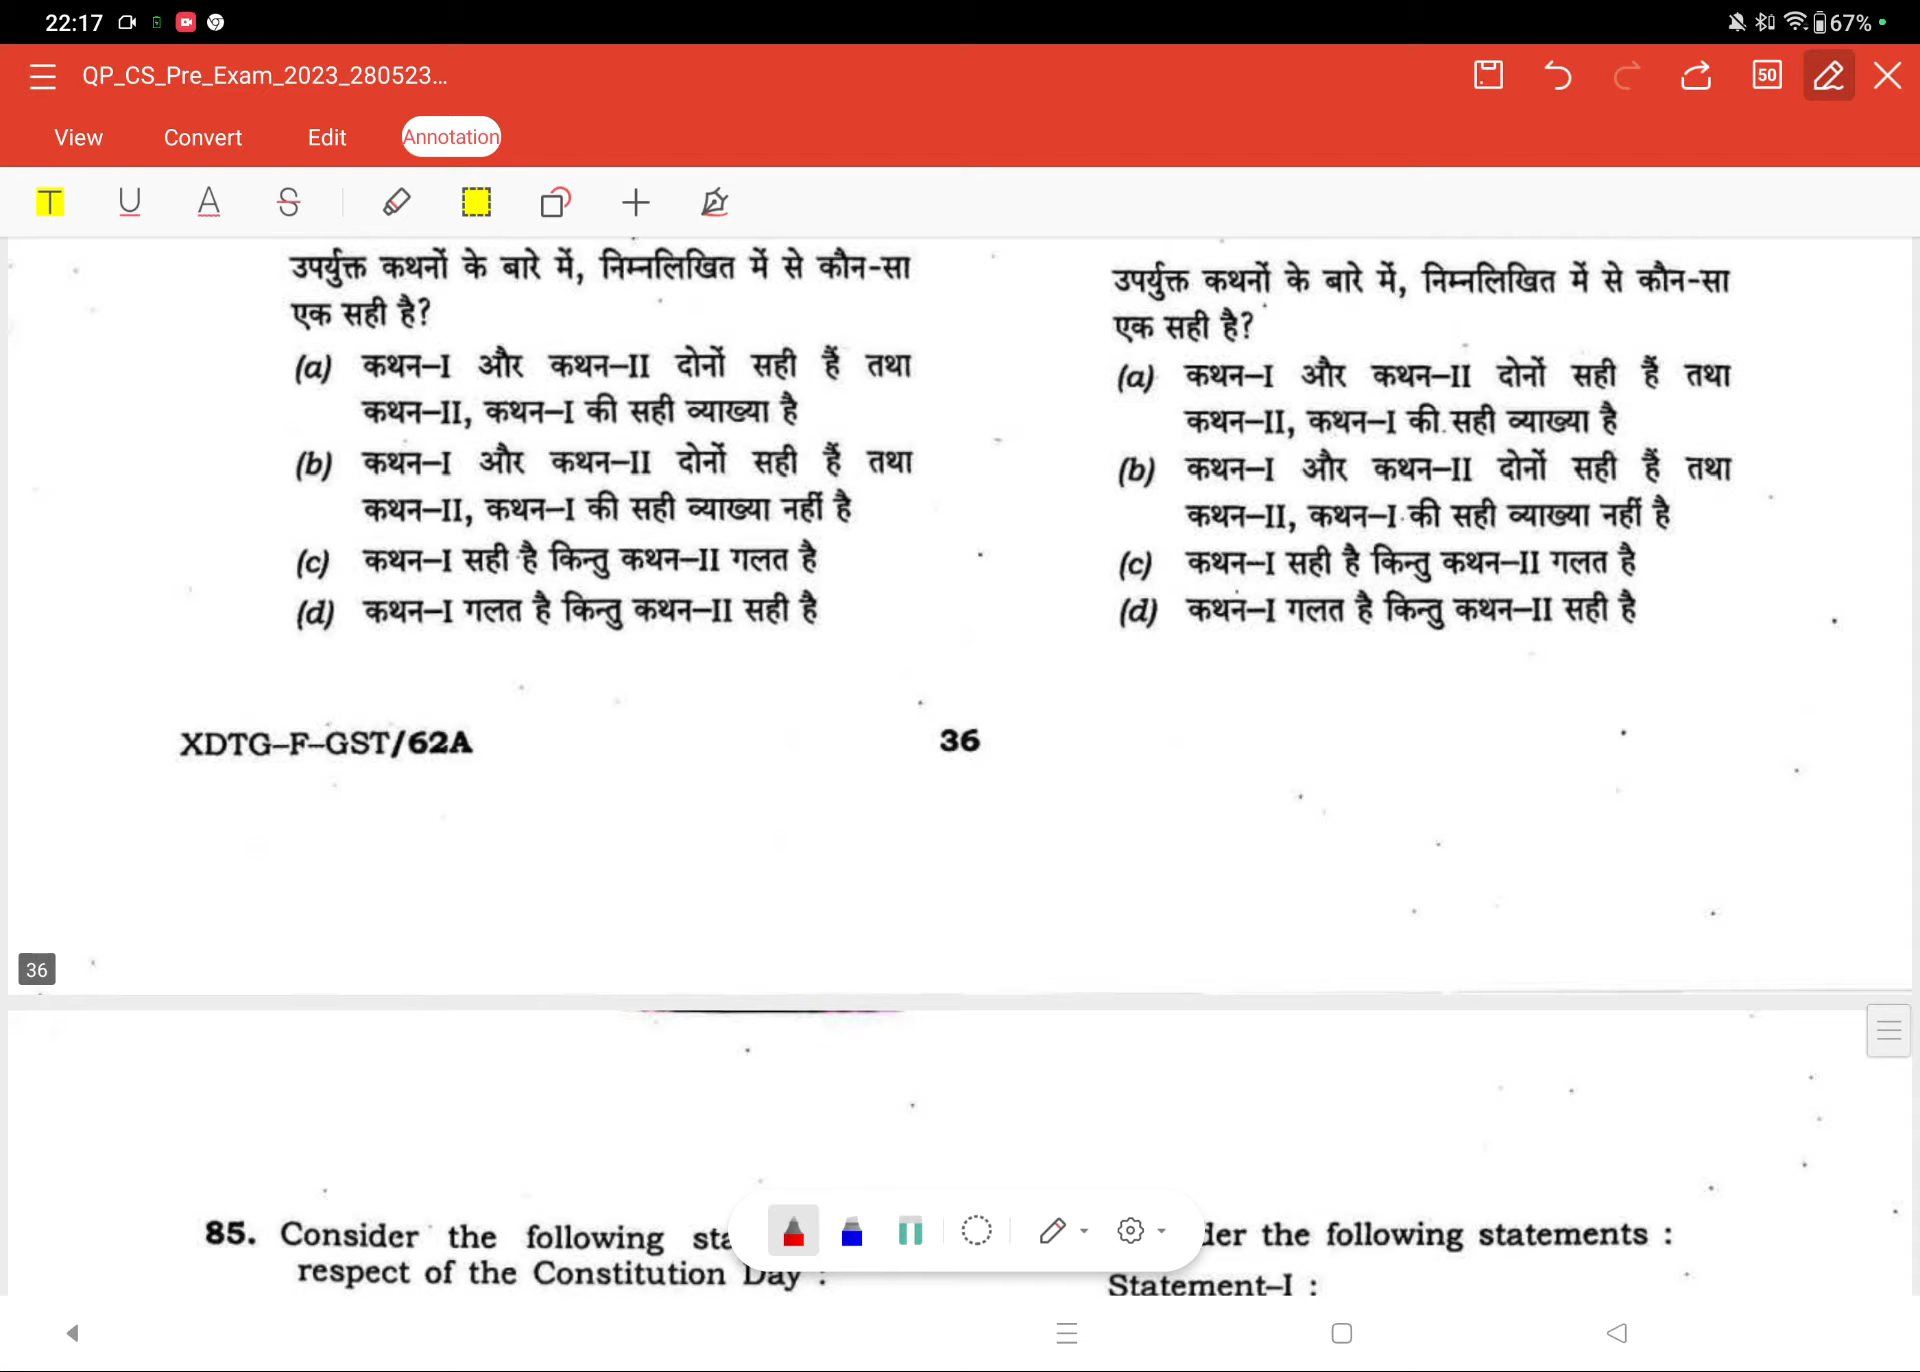 22:17
67%
QP_CS_Pre_Exam_2023_280523...
50
View Convert Edit Annotation
उपर्युक्त कथनों के बारे में, निम्नलिखित में से कौन-सा
एक सही है?
(a) कथन–I और कथन–II दोनों सही हैं तथा
कथन–II, कथन–I की सही व्याख्या है
(b) कथन–I और कथन–II दोनों सही हैं तथा
कथन–II, कथन–I की सही व्याख्या नहीं है
(c) कथन–I सही है किन्तु कथन–II गलत है
(d) कथन–I गलत है किन्तु कथन–II सही है
उपर्युक्त कथनों के बारे में, निम्नलिखित में से कौन-सा
एक सही है?
(a) कथन–I और कथन–II दोनों सही हैं तथा
कथन–II, कथन–I की सही व्याख्या है
(b) कथन–I और कथन–II दोनों सही हैं तथा
कथन–II, कथन–I की सही व्याख्या नहीं है
(c) कथन–I सही है किन्तु कथन–II गलत है
(d) कथन–I गलत है किन्तु कथन–II सही है
XDTG–F–GST/62A
36
36
85. Consider the following
respect of the Constitution Day :
the following statements :
Statement–I :